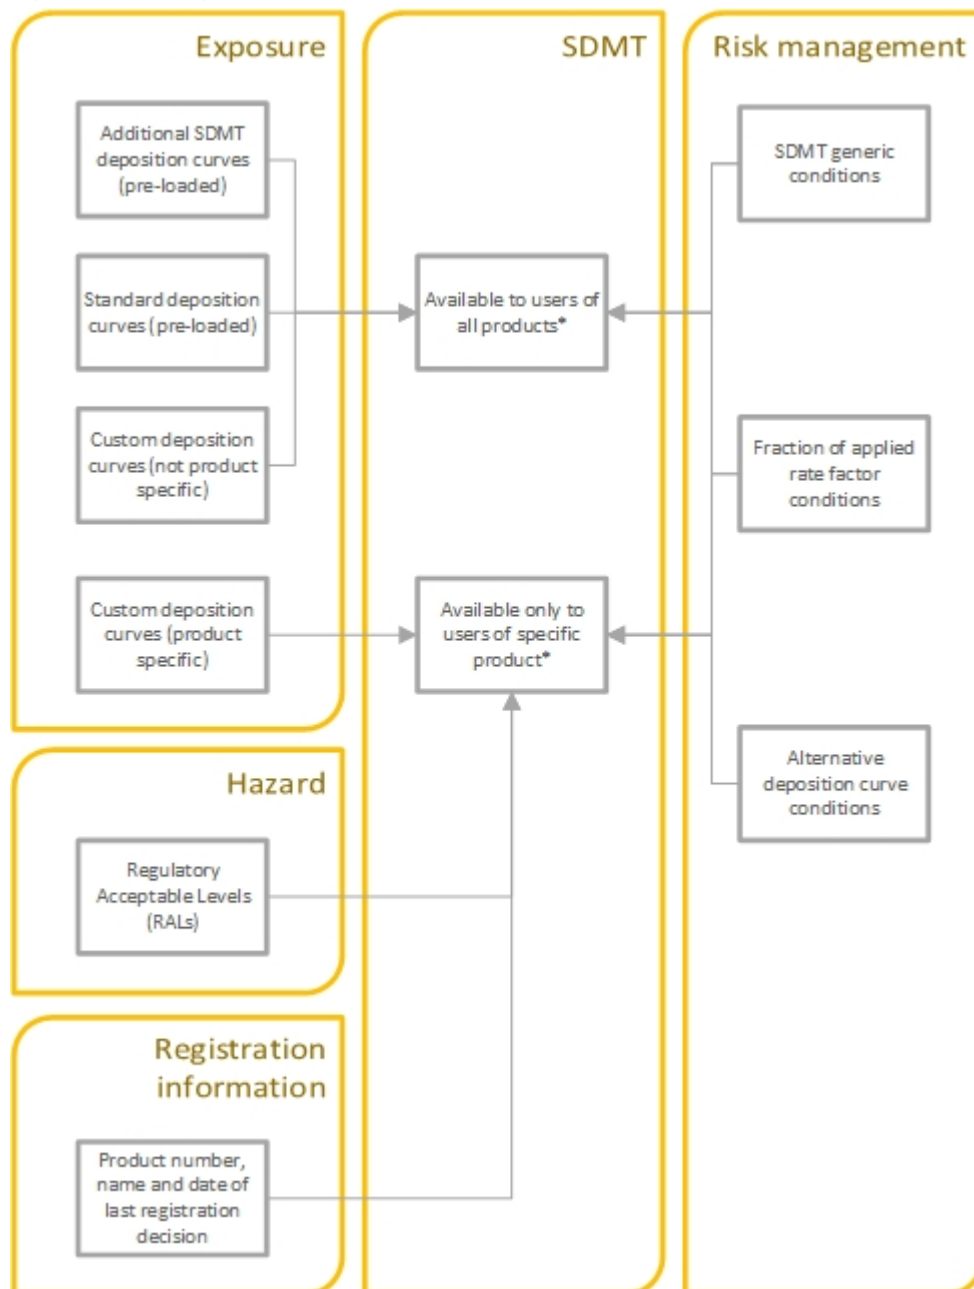 Exposure
Additional SDMT
deposition curves
(pre-loaded)
Standard deposition
curves (pre-loaded)
Custom deposition
curves (not product
specific)
Custom deposition
curves (product
specific)
Hazard
Regulatory
Acceptable Levels
(RALs)
Registration
information
Product number,
name and date of
last registration
decision
SDMT
Available to users of
all products*
Available only to
users of specific
product*
Risk management
SDMT generic
conditions
Fraction of applied
rate factor
conditions
Alternative
deposition curve
conditions